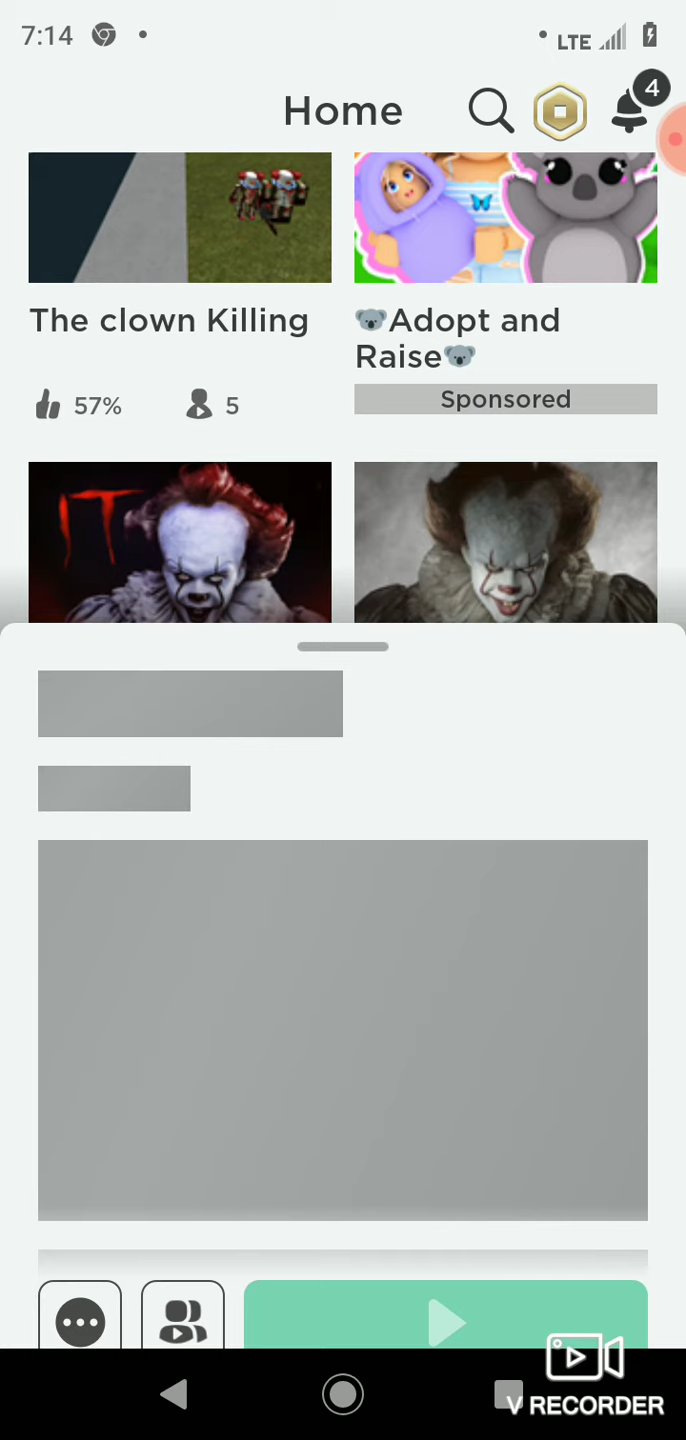 7:14
LTE
Home
4
The clown Killing
🐨Adopt and
Raise🐨
57%
5
Sponsored
IT
V RECORDER